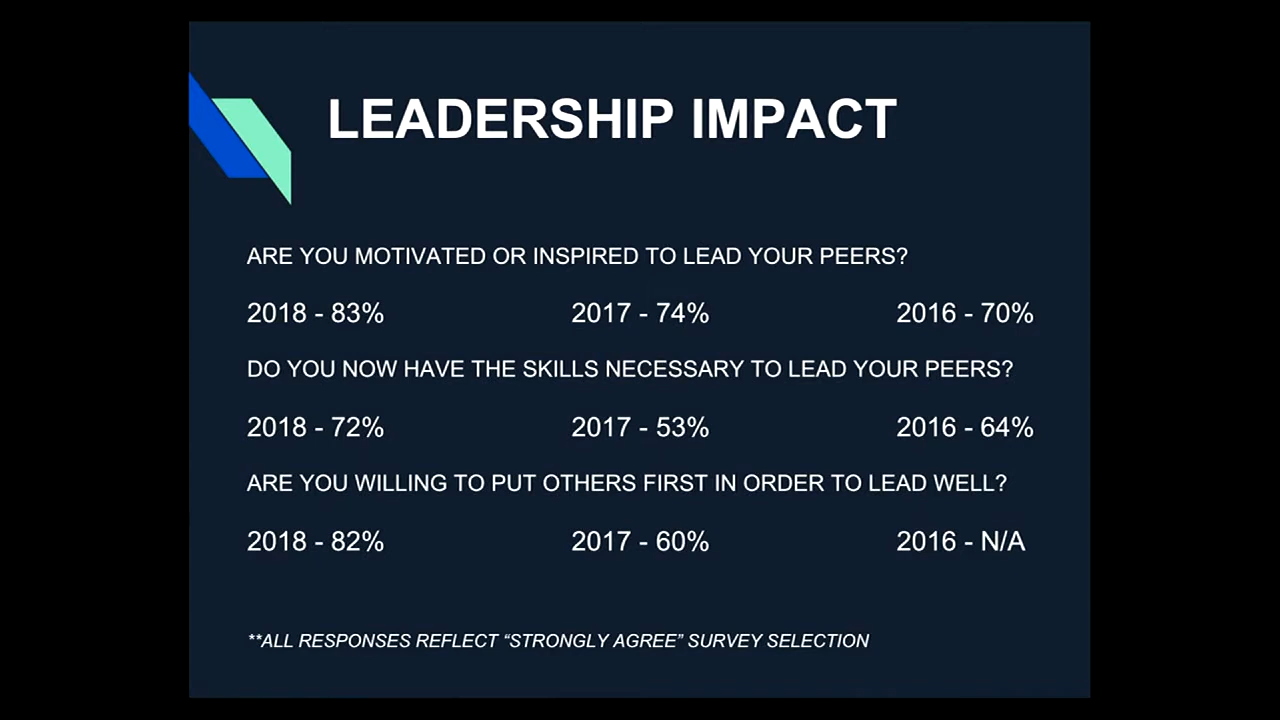 LEADERSHIP IMPACT
ARE YOU MOTIVATED OR INSPIRED TO LEAD YOUR PEERS?
2018 - 83% 2017 - 74% 2016 - 70%
DO YOU NOW HAVE THE SKILLS NECESSARY TO LEAD YOUR PEERS?
2018 - 72% 2017 - 53% 2016 - 64%
ARE YOU WILLING TO PUT OTHERS FIRST IN ORDER TO LEAD WELL?
2018 - 82% 2017 - 60% 2016 - N/A
**ALL RESPONSES REFLECT “STRONGLY AGREE” SURVEY SELECTION